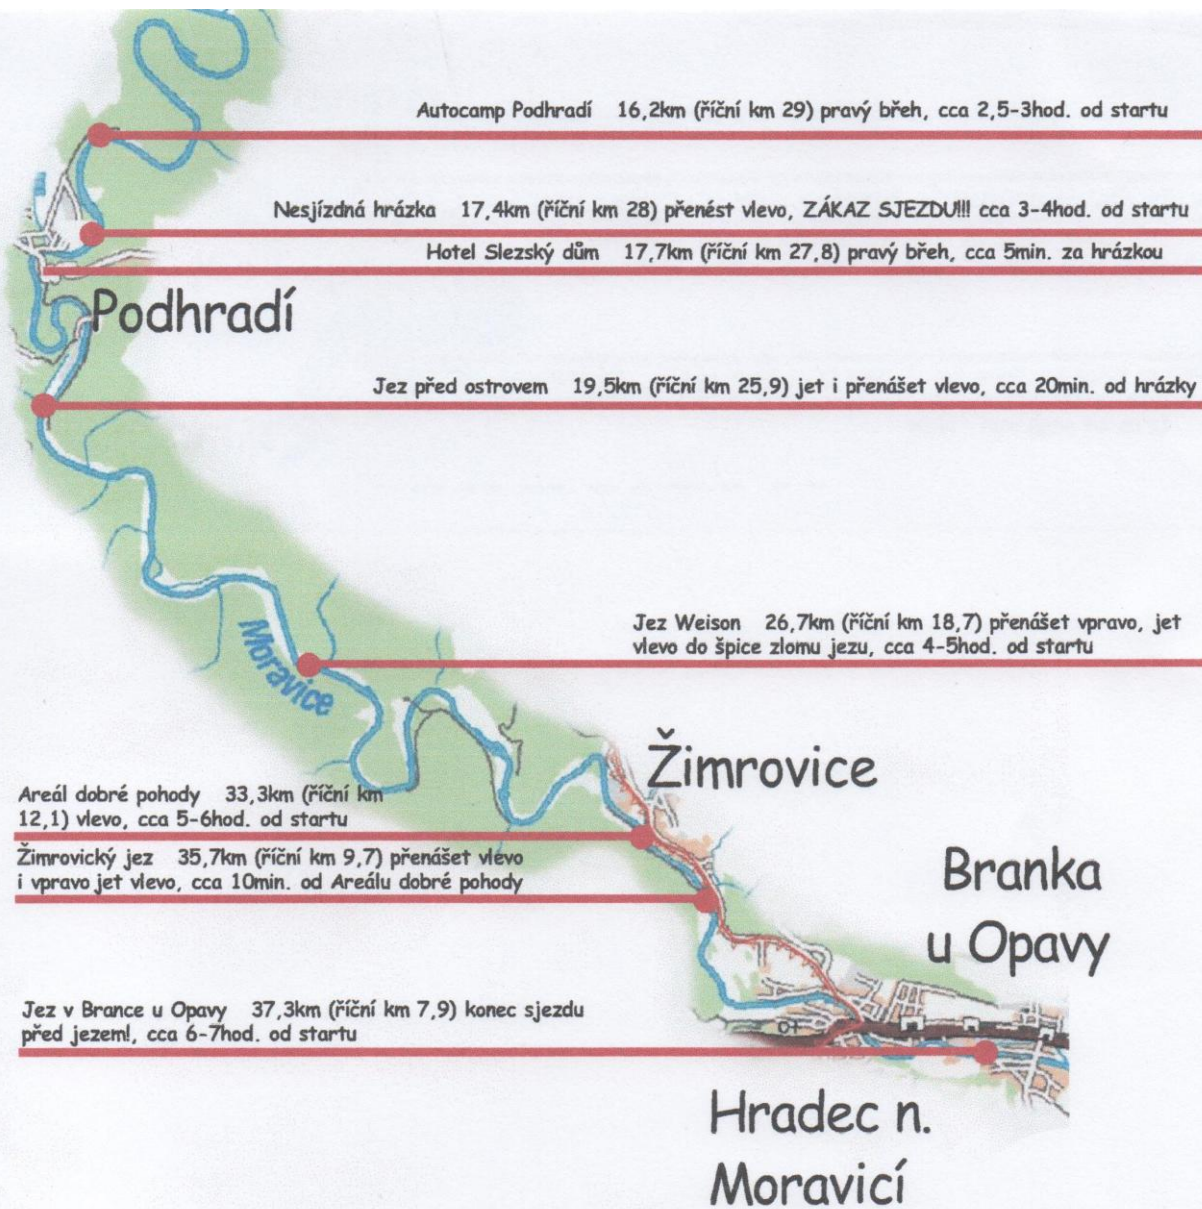 Autocamp Podhradí 16,2km (říční km 29) pravý břeh, cca 2,5-3hod. od startu
Nesjízdná hrázka 17,4km (říční km 28) přenést vlevo, ZÁKAZ SJEZDU!!! cca 3-4hod. od startu
Hotel Slezský dům 17,7km (říční km 27,8) pravý břeh, cca 5min. za hrázkou
Podhradí
Jez před ostrovem 19,5km (říční km 25,9) jet i přenášet vlevo, cca 20min. od hrázky
Jez Weison 26,7km (říční km 18,7) přenášet vpravo, jet
vlevo do špice zlomu jezu, cca 4-5hod. od startu
Moravice
Žimrovice
Areál dobré pohody 33,3km (říční km
12,1) vlevo, cca 5-6hod. od startu
Žimrovický jez 35,7km (říční km 9,7) přenášet vlevo
i vpravo jet vlevo, cca 10min. od Areálu dobré pohody
Branka
u Opavy
Jez v Brance u Opavy 37,3km (říční km 7,9) konec sjezdu
před jezem!, cca 6-7hod. od startu
Hradec n.
Moravicí